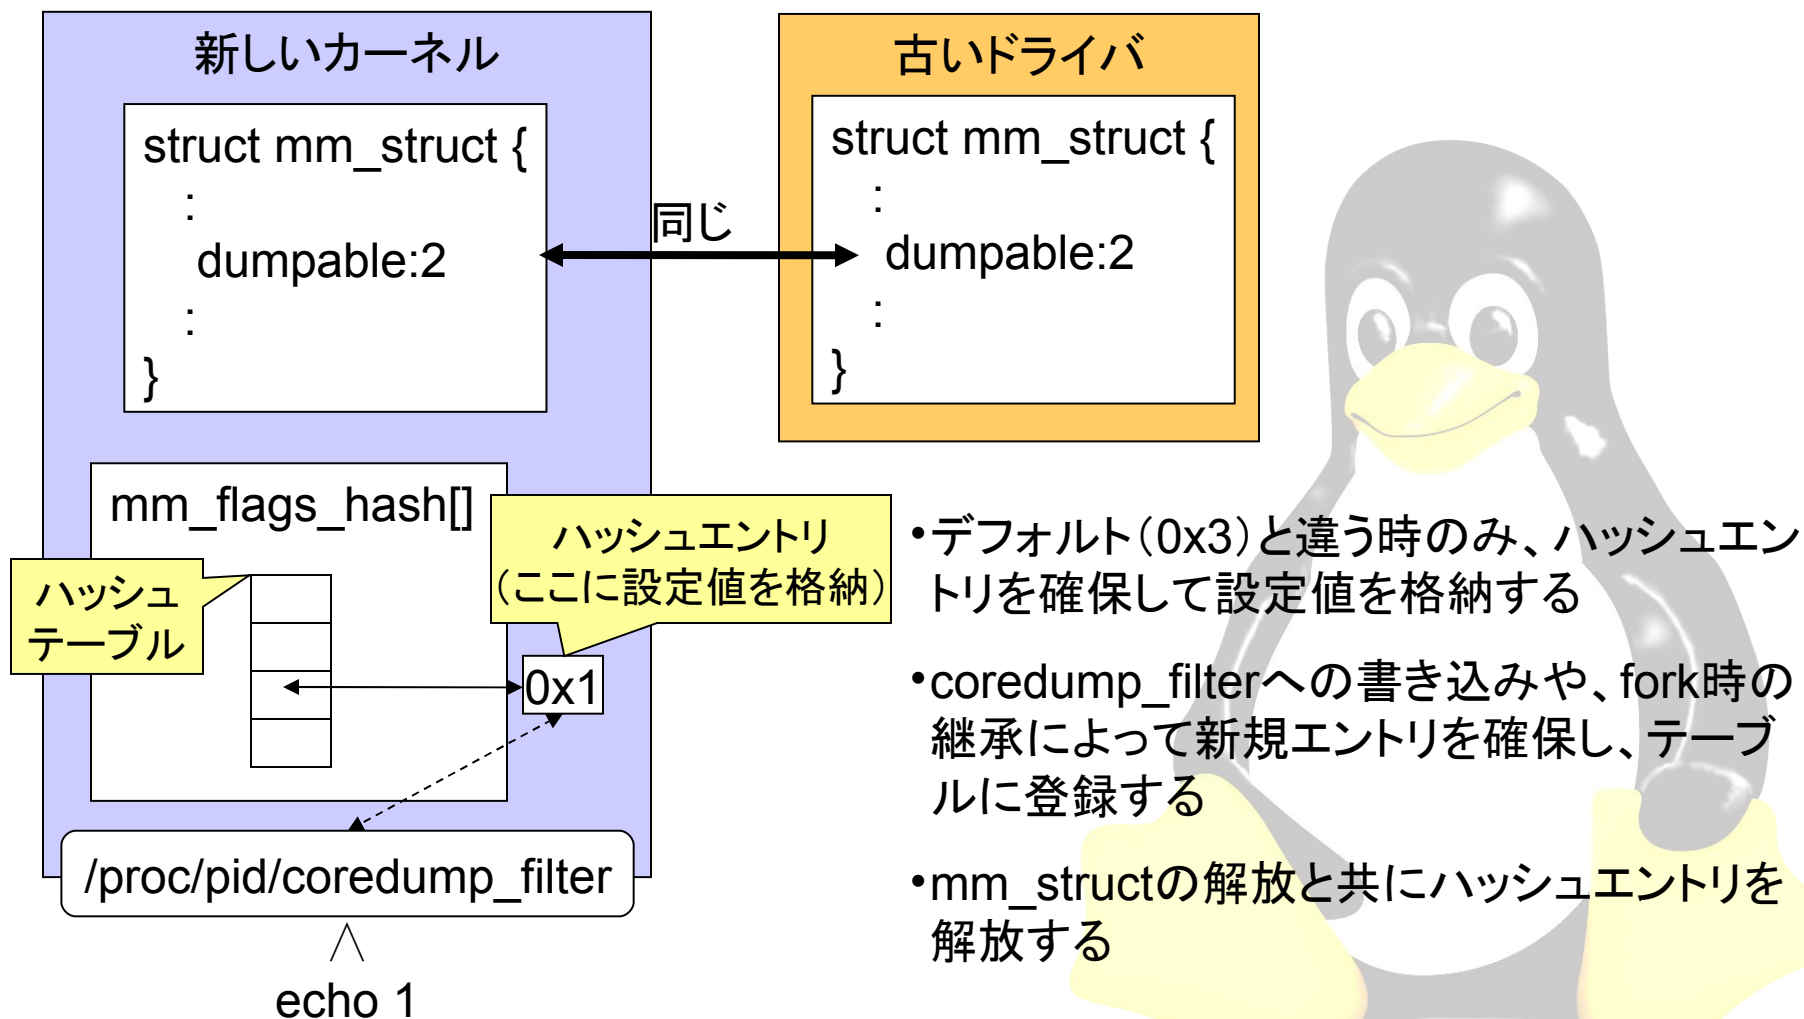 新しいカーネル
struct mm_struct {
:
dumpable:2
:
}
同じ
古いドライバ
struct mm_struct {
:
dumpable:2
:
}
mm_flags_hash[]
ハッシュ
テーブル
ハッシュエントリ
(ここに設定値を格納)
0x1
/proc/pid/coredump_filter
echo 1
•デフォルト(0x3)と違う時のみ、ハッシュエン
トリを確保して設定値を格納する
•coredump_filterへの書き込みや、fork時の
継承によって新規エントリを確保し、テーブ
ルに登録する
•mm_structの解放と共にハッシュエントリを
解放する